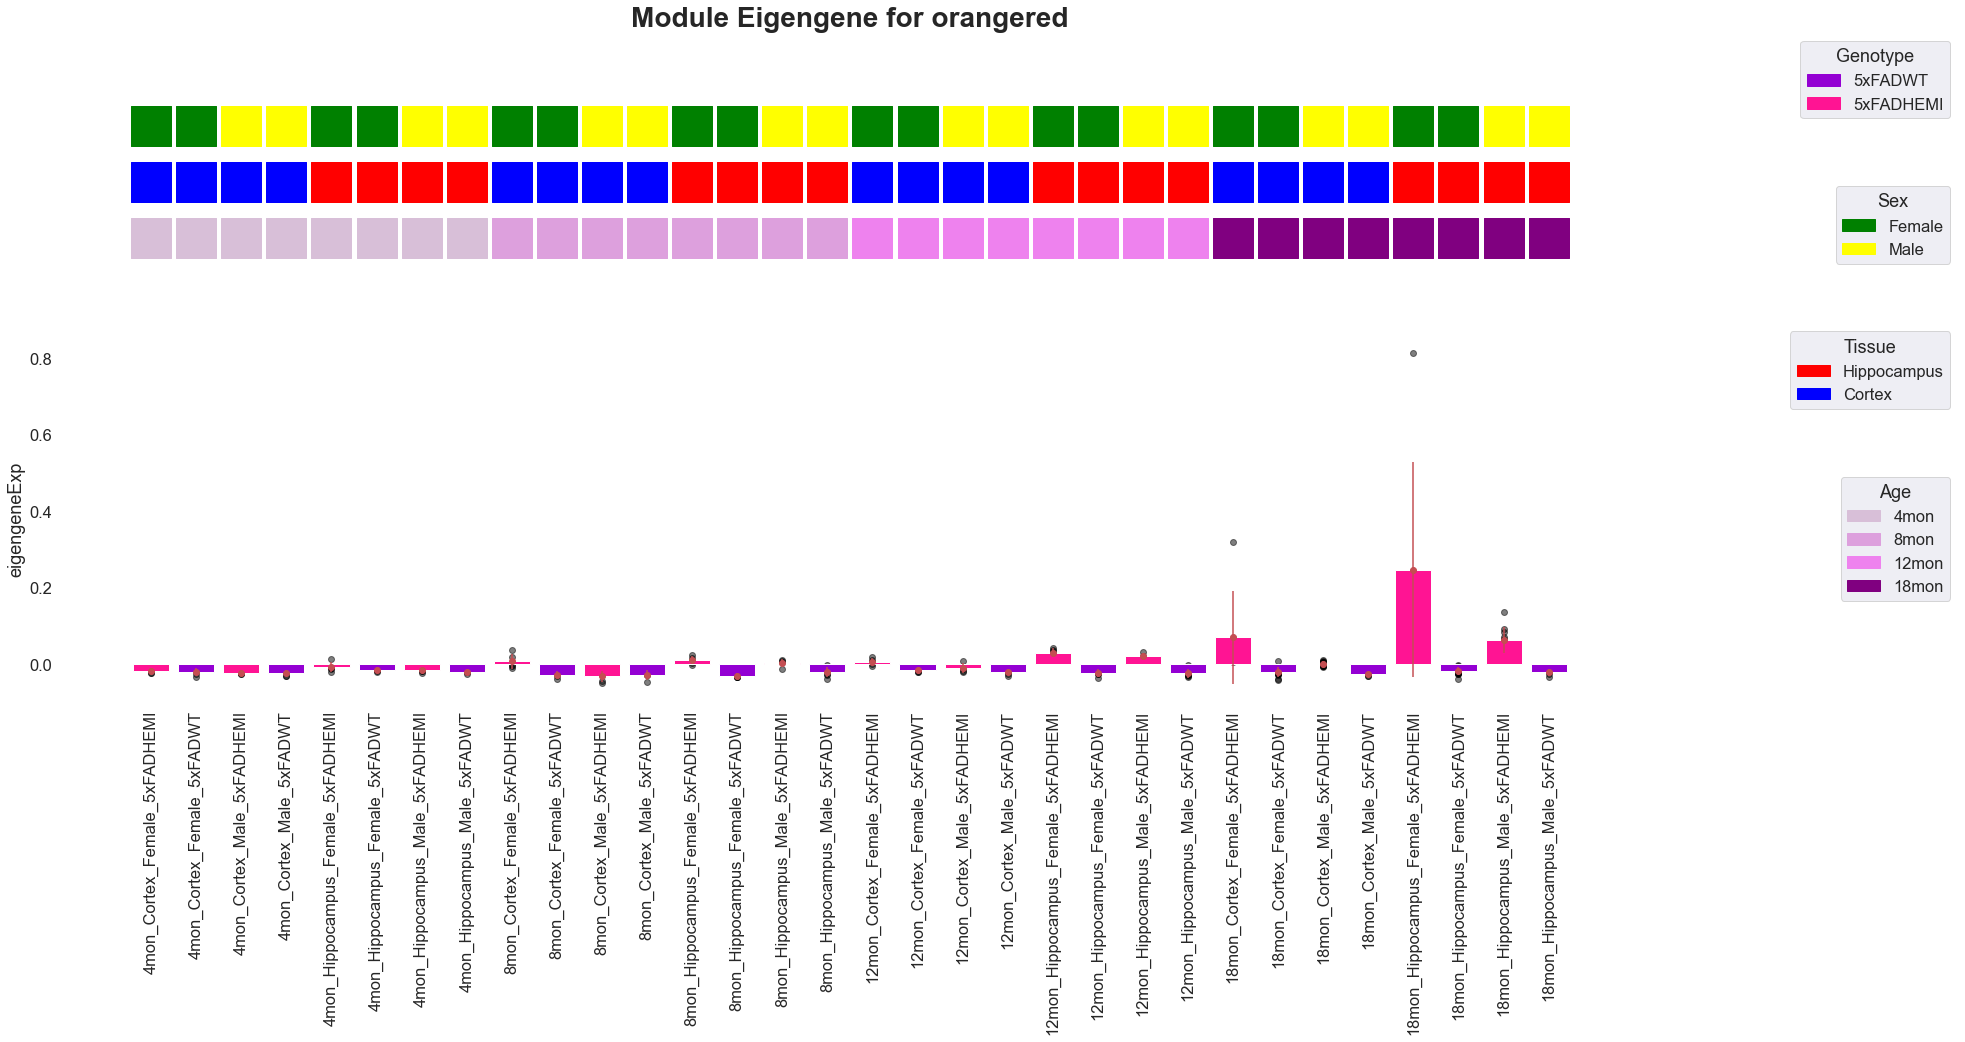 Module Eigengene for orangered
Genotype
5xFADWT
5xFADHEMI
Sex
Female
Male
Tissue
Hippocampus
Cortex
Age
4mon
8mon
12mon
18mon
eigengeneExp
0.8
0.6
0.4
0.2
0.0
4mon_Cortex_Female_5xFADHEMI
4mon_Cortex_Female_5xFADWT
4mon_Cortex_Male_5xFADHEMI
4mon_Cortex_Male_5xFADWT
4mon_Hippocampus_Female_5xFADHEMI
4mon_Hippocampus_Female_5xFADWT
4mon_Hippocampus_Male_5xFADHEMI
4mon_Hippocampus_Male_5xFADWT
8mon_Cortex_Female_5xFADHEMI
8mon_Cortex_Female_5xFADWT
8mon_Cortex_Male_5xFADHEMI
8mon_Cortex_Male_5xFADWT
8mon_Hippocampus_Female_5xFADHEMI
8mon_Hippocampus_Female_5xFADWT
8mon_Hippocampus_Male_5xFADHEMI
8mon_Hippocampus_Male_5xFADWT
12mon_Cortex_Female_5xFADHEMI
12mon_Cortex_Female_5xFADWT
12mon_Cortex_Male_5xFADHEMI
12mon_Cortex_Male_5xFADWT
12mon_Hippocampus_Female_5xFADHEMI
12mon_Hippocampus_Female_5xFADWT
12mon_Hippocampus_Male_5xFADHEMI
12mon_Hippocampus_Male_5xFADWT
18mon_Cortex_Female_5xFADHEMI
18mon_Cortex_Female_5xFADWT
18mon_Cortex_Male_5xFADHEMI
18mon_Cortex_Male_5xFADWT
18mon_Hippocampus_Female_5xFADHEMI
18mon_Hippocampus_Female_5xFADWT
18mon_Hippocampus_Male_5xFADHEMI
18mon_Hippocampus_Male_5xFADWT